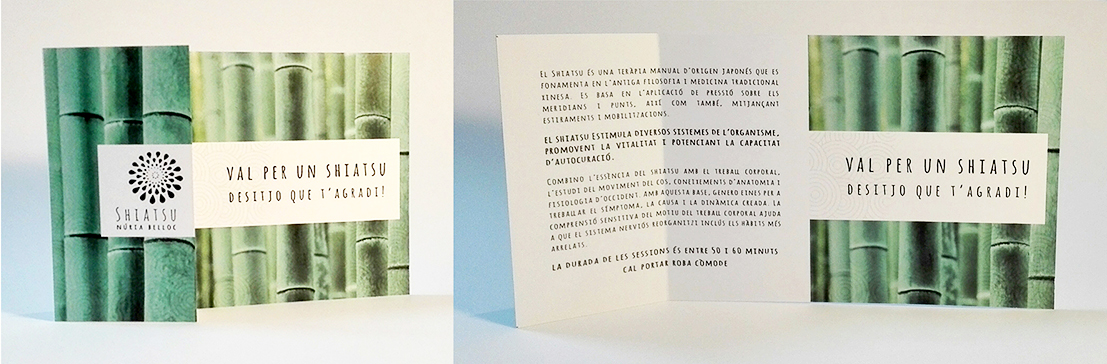 SHIATSU
NÚRIA BELLOC
VAL PER UN SHIATSU
DESITJO QUE T'AGRADI!
EL SHIATSU ÉS UNA TERÀPIA MANUAL D'ORIGEN JAPONÉS QUE ES
FONAMENTA EN L'ANTIGA FILOSOFIA I MEDICINA TRADICIONAL
XINESA. ES BASA EN L'APLICACIÓ DE PRESSIÓ SOBRE ELS
MERIDIANS I PUNTS, AIXÍ COM TAMBÉ, MITJANÇANT
ESTIRAMENTS I MOBILITZACIONS.
EL SHIATSU ESTIMULA DIVERSOS SISTEMES DE L'ORGANISME,
PROMOVENT LA VITALITAT I POTENCIANT LA CAPACITAT
D'AUTOCURACIÓ.
COMBINO L'ESSÈNCIA DEL SHIATSU AMB EL TREBALL CORPORAL,
L'ESTUDI DEL MOVIMENT DEL COS, CONEIXEMENTS D'ANATOMIA I
FISIOLOGIA D'OCCIDENT. AMB AQUESTA BASE, GENERO EINES PER A
TREBALLAR EL SÍMPTOMA, LA CAUSA I LA DINÀMICA CREADA. LA
COMPRENSIÓ SENSITIVA DEL MOTIU DEL TREBALL CORPORAL AJUDA
A QUE EL SISTEMA NERVIÓS REORGANITZI INCLÚS ELS HÀBITS MÉS
ARRELATS.
LA DURADA DE LES SESSIONS ÉS ENTRE 50 I 60 MINUTS
CAL PORTAR ROBA CÒMODE
VAL PER UN SHIATSU
DESITJO QUE T'AGRADI!